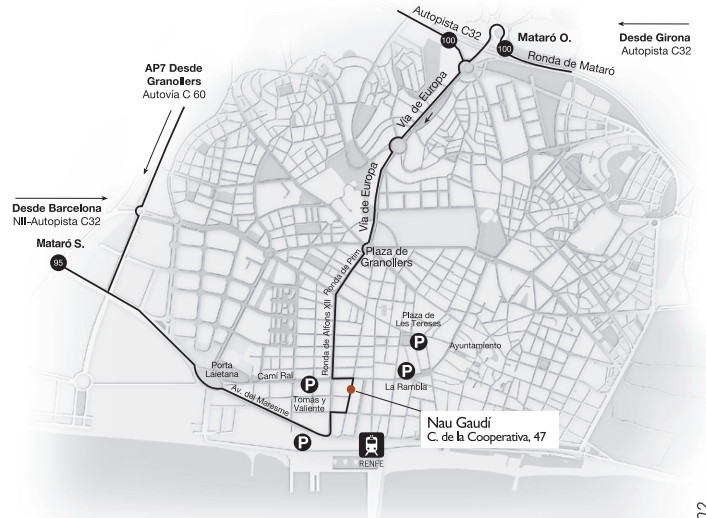 Autopista C32
100
Mataró O.
100
Ronda de Mataró
Desde Girona
Autopista C32
AP7 Desde
Granollers
Autovía C 60
Vía de Europa
Desde Barcelona
NII-Autopista C32
Mataró S.
95
Vía de Europa
Plaza de
Granollers
Ronda de Prim
Ronda de Alfons XII
Plaza de
Les Tereses
P
Ayuntamiento
Porta
Laietana
Camí Ral
P
P
La Rambla
Tomás y
Valiente
Av. del Maresme
Nau Gaudí
C. de la Cooperativa, 47
P
RENFE
02